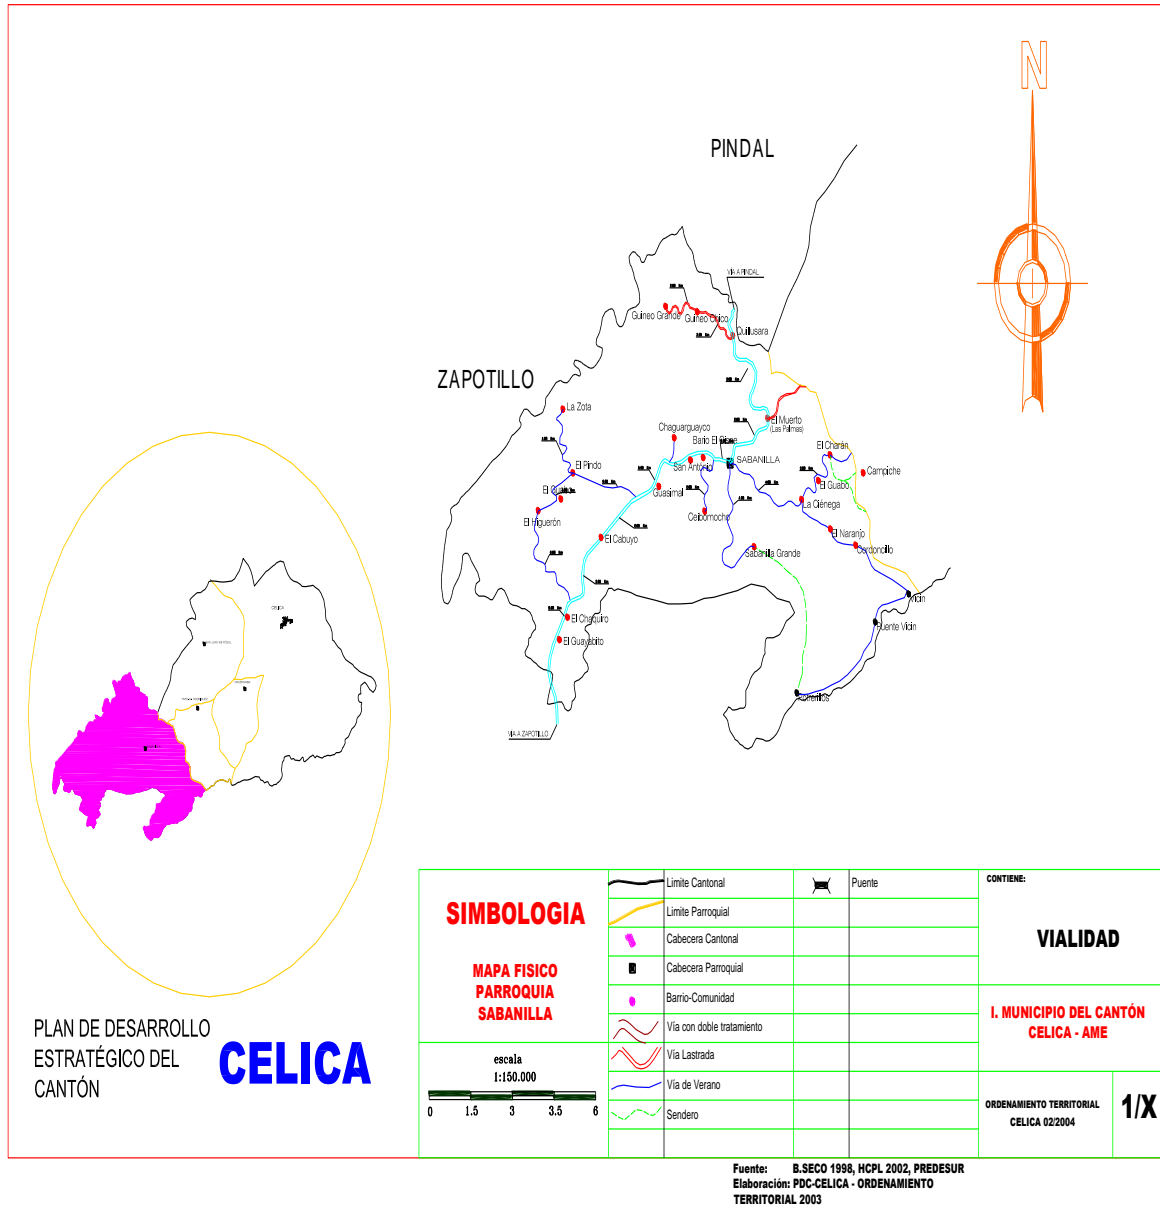 N
PINDAL
VIA A PINDAL
Guineo Grande
Guineo Chico
Quillusara
ZAPOTILLO
La Zota
El Muerto
(Las Palmas)
Chaguarguayco
El Charán
SABANILLA
San Antonio
Campiche
El Pindo
El Guabo
Guasimal
La Ciénega
El Higuerón
Ceibomocho
El Naranjo
El Cabuyo
Sabanilla Grande
Cordoncillo
Vicin
El Chaquiro
Puente Vicin
El Guayabito
VIA A ZAPOTILLO
CELICA
PLAN DE DESARROLLO
ESTRATÉGICO DEL
CANTÓN
CELICA
SIMBOLOGIA
MAPA FISICO
PARROQUIA
SABANILLA
escala
1:150.000
0 1.5 3 3.5 6
Limite Cantonal
Limite Parroquial
Cabecera Cantonal
Cabecera Parroquial
Barrio-Comunidad
Vía con doble tratamiento
Vía Lastrada
Vía de Verano
Sendero
Puente
CONTIENE:
VIALIDAD
I. MUNICIPIO DEL CANTÓN
CELICA - AME
ORDENAMIENTO TERRITORIAL
CELICA 02/2004
1/X
Fuente: B.SECO 1998, HCPL 2002, PREDESUR
Elaboración: PDC-CELICA - ORDENAMIENTO
TERRITORIAL 2003